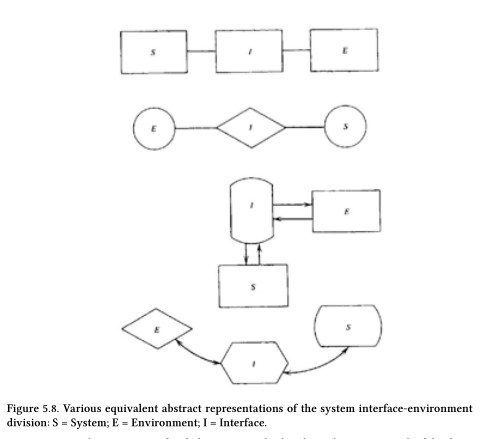 S I E
E I S
I
E
S
E
S
I
Figure 5.8. Various equivalent abstract representations of the system interface-environment
division: S = System; E = Environment; I = Interface.